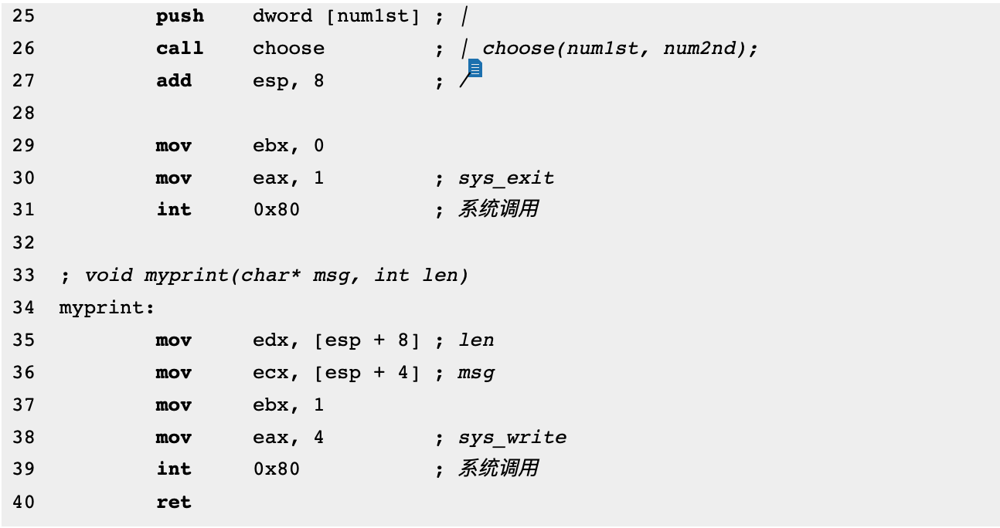 25 push dword [num1st] ; |
26 call choose ; | choose(num1st, num2nd);
27 add esp, 8 ; /
28
29 mov ebx, 0
30 mov eax, 1 ; sys_exit
31 int 0x80 ; 系统调用
32
33 ; void myprint(char* msg, int len)
34 myprint:
35 mov edx, [esp + 8] ; len
36 mov ecx, [esp + 4] ; msg
37 mov ebx, 1
38 mov eax, 4 ; sys_write
39 int 0x80 ; 系统调用
40 ret